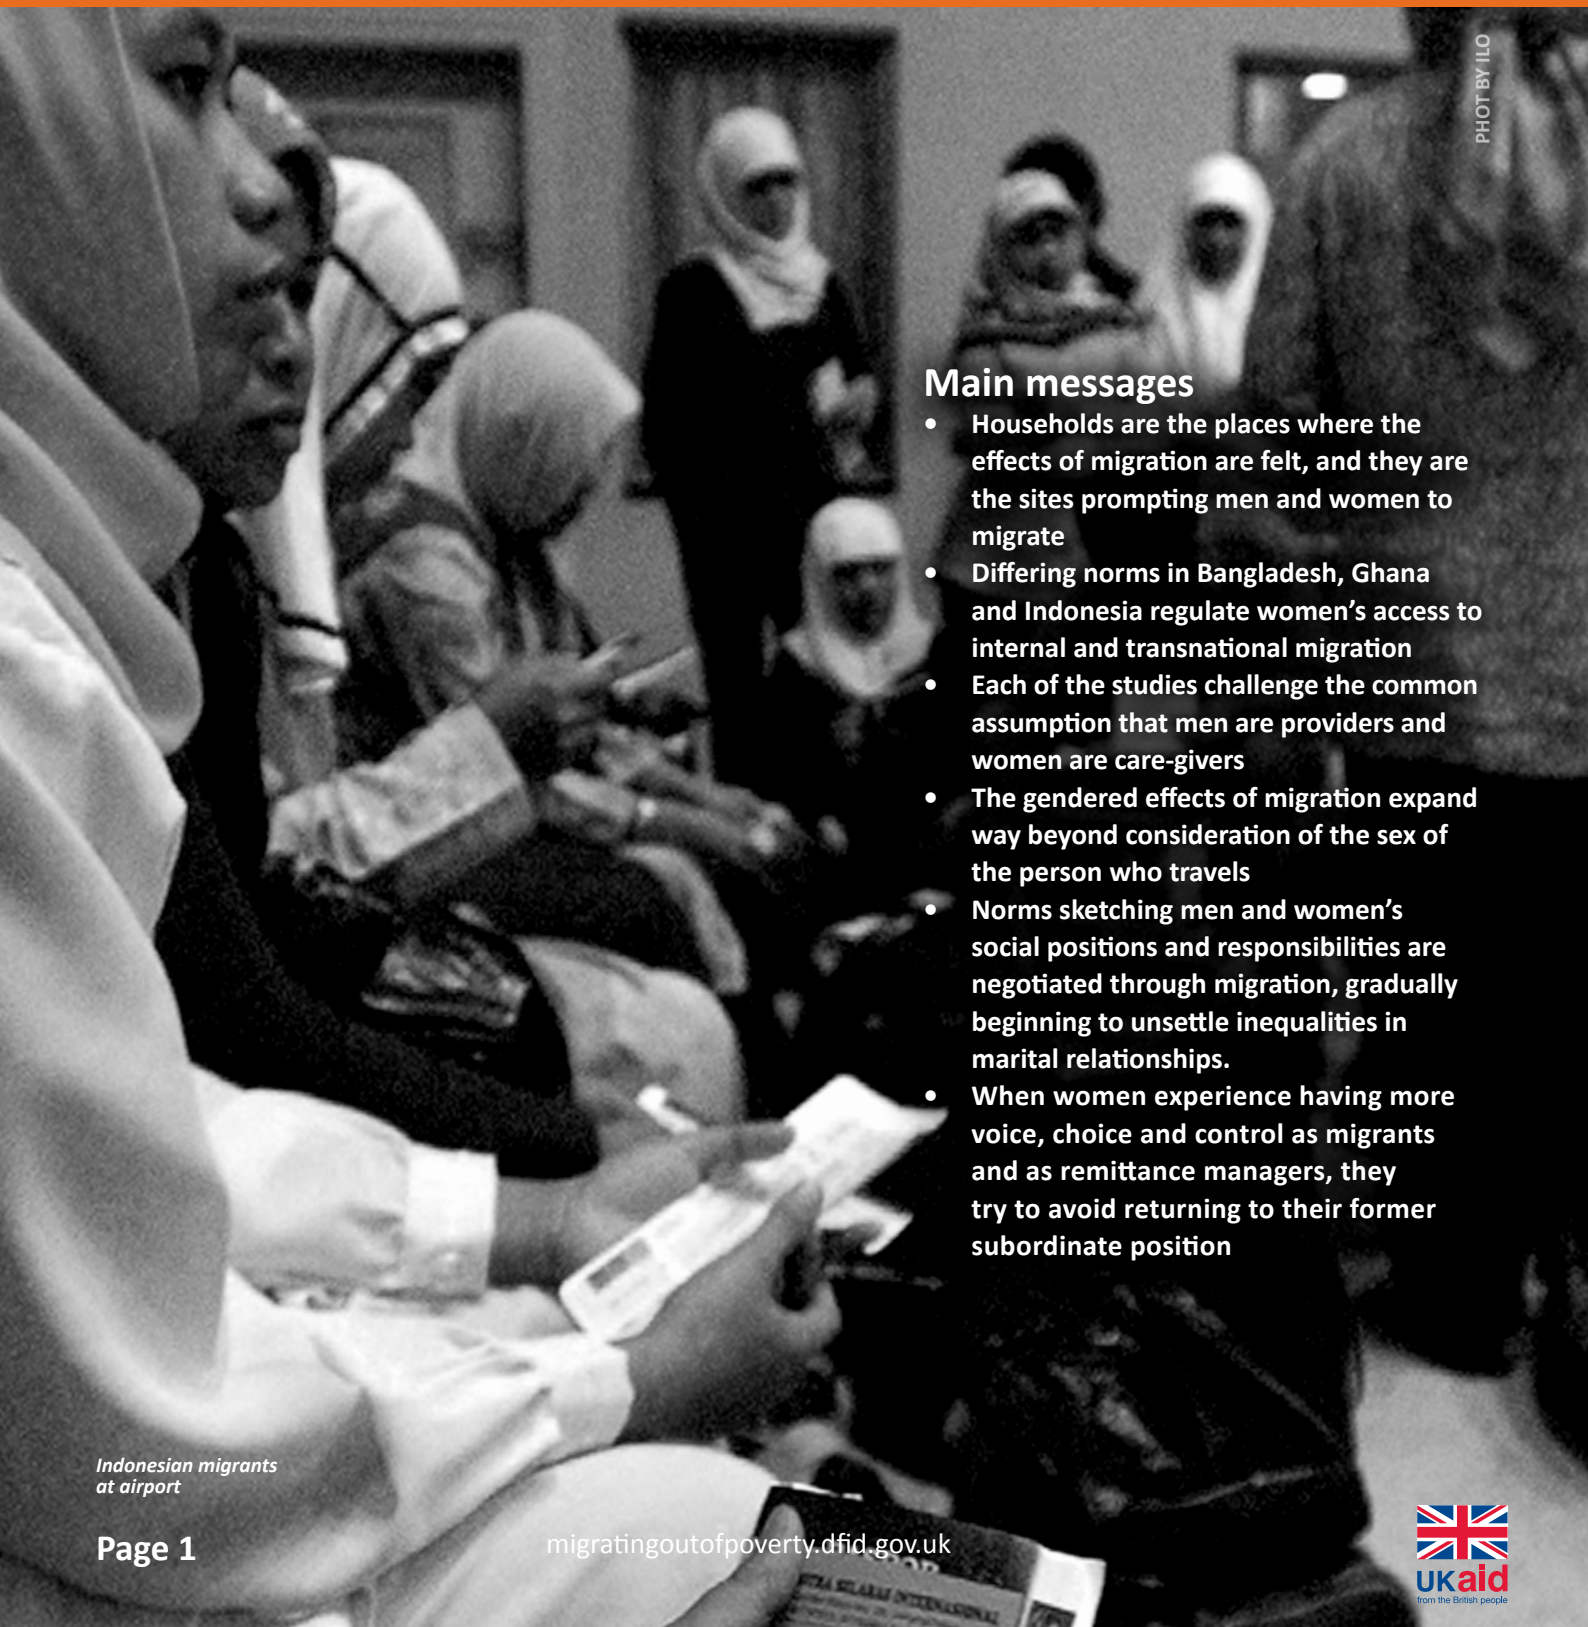 PHOT BY ILO
Main messages
• Households are the places where the
effects of migration are felt, and they are
the sites prompting men and women to
migrate
• Differing norms in Bangladesh, Ghana
and Indonesia regulate women’s access to
internal and transnational migration
• Each of the studies challenge the common
assumption that men are providers and
women are care-givers
• The gendered effects of migration expand
way beyond consideration of the sex of
the person who travels
• Norms sketching men and women’s
social positions and responsibilities are
negotiated through migration, gradually
beginning to unsettle inequalities in
marital relationships.
• When women experience having more
voice, choice and control as migrants
and as remittance managers, they
try to avoid returning to their former
subordinate position
Indonesian migrants
at airport
Page 1
migratingoutofpoverty.dfid.gov.uk
UKaid
from the British people